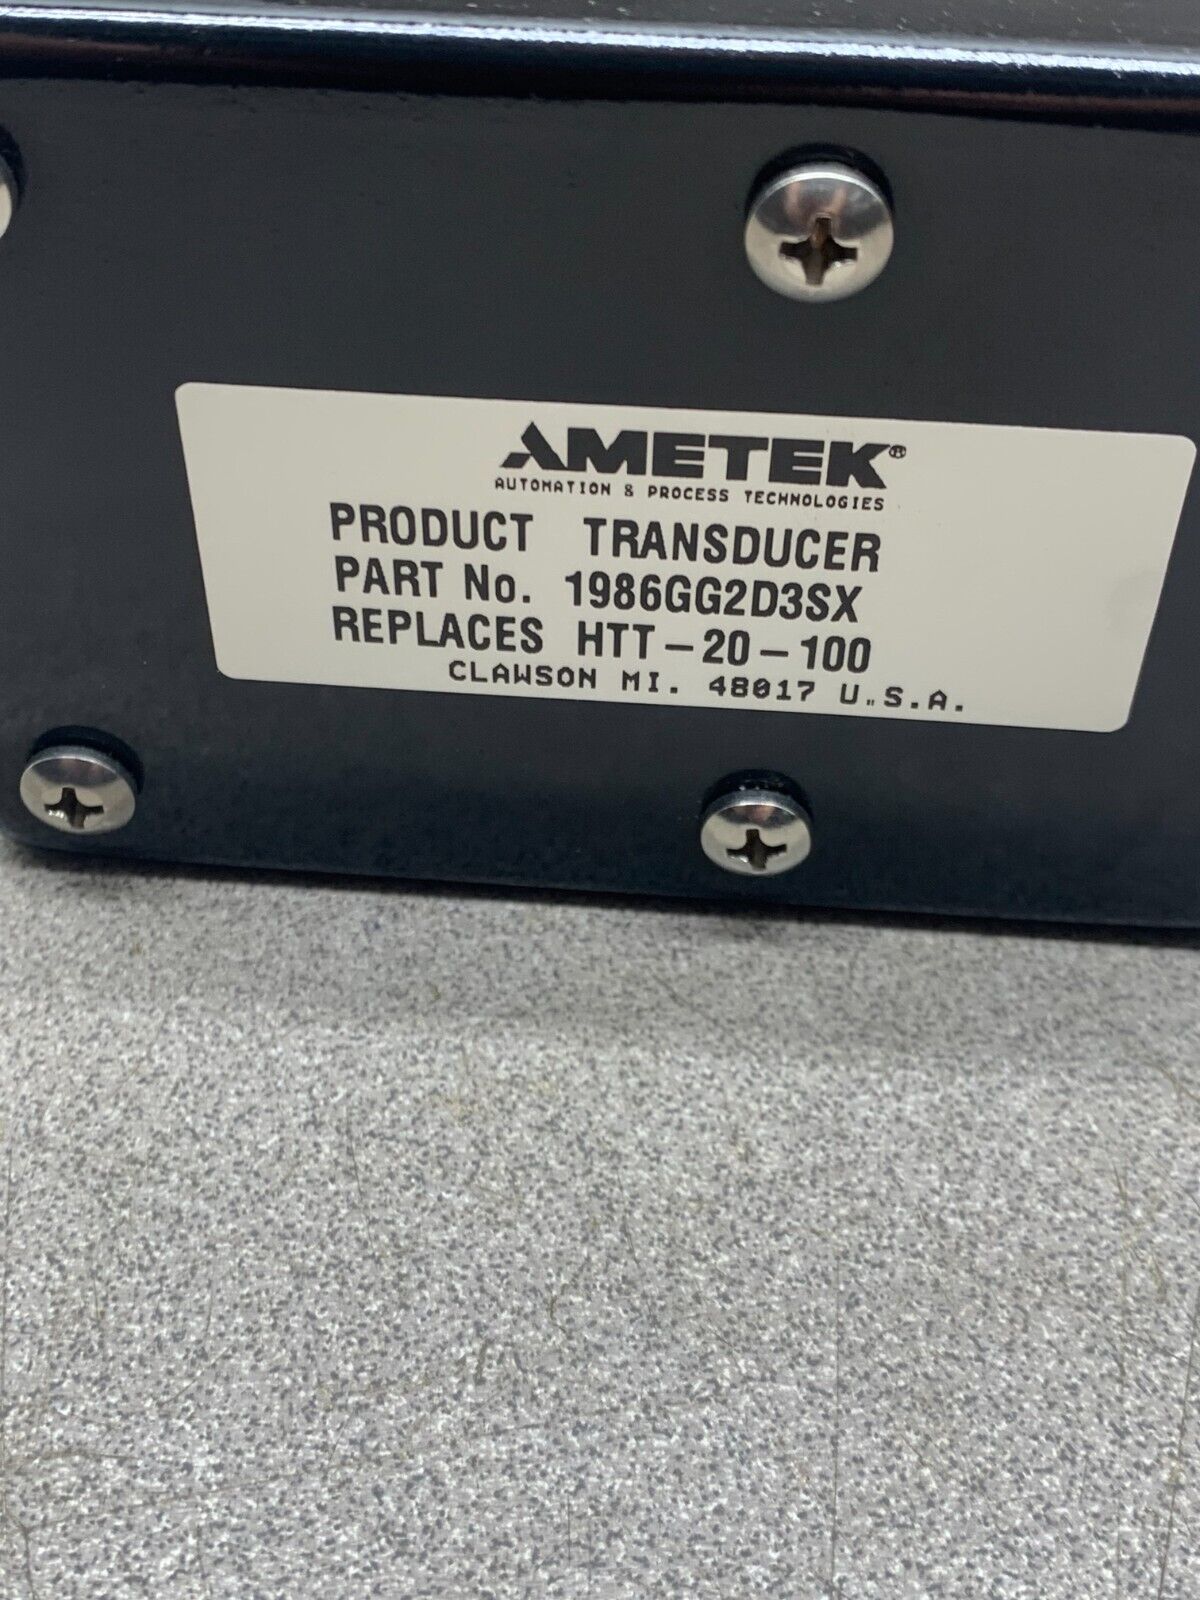 AMETEK®
AUTOMATION & PROCESS TECHNOLOGIES
PRODUCT TRANSDUCER
PART No. 1986GG2D3SX
REPLACES HTT-20-100
CLAWSON MI. 48017 U.S.A.